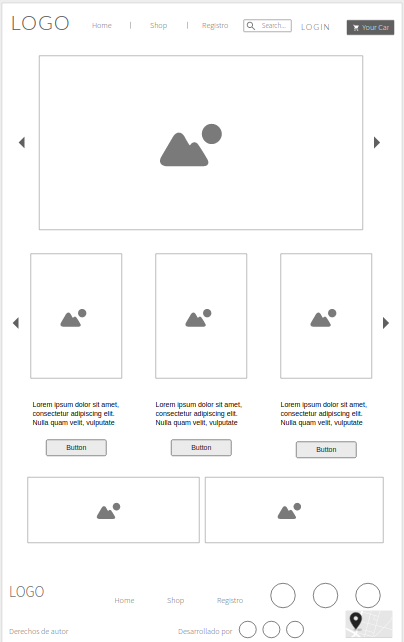 LOGO
Home | Shop | Registro
Search...
LOGIN
Your Car
Lorem ipsum dolor sit amet,
consectetur adipiscing elit.
Nulla quam velit, vulputate
Button
Lorem ipsum dolor sit amet,
consectetur adipiscing elit.
Nulla quam velit, vulputate
Button
Lorem ipsum dolor sit amet,
consectetur adipiscing elit.
Nulla quam velit, vulputate
Button
LOGO
Home Shop Registro
Derechos de autor
Desarrollado por